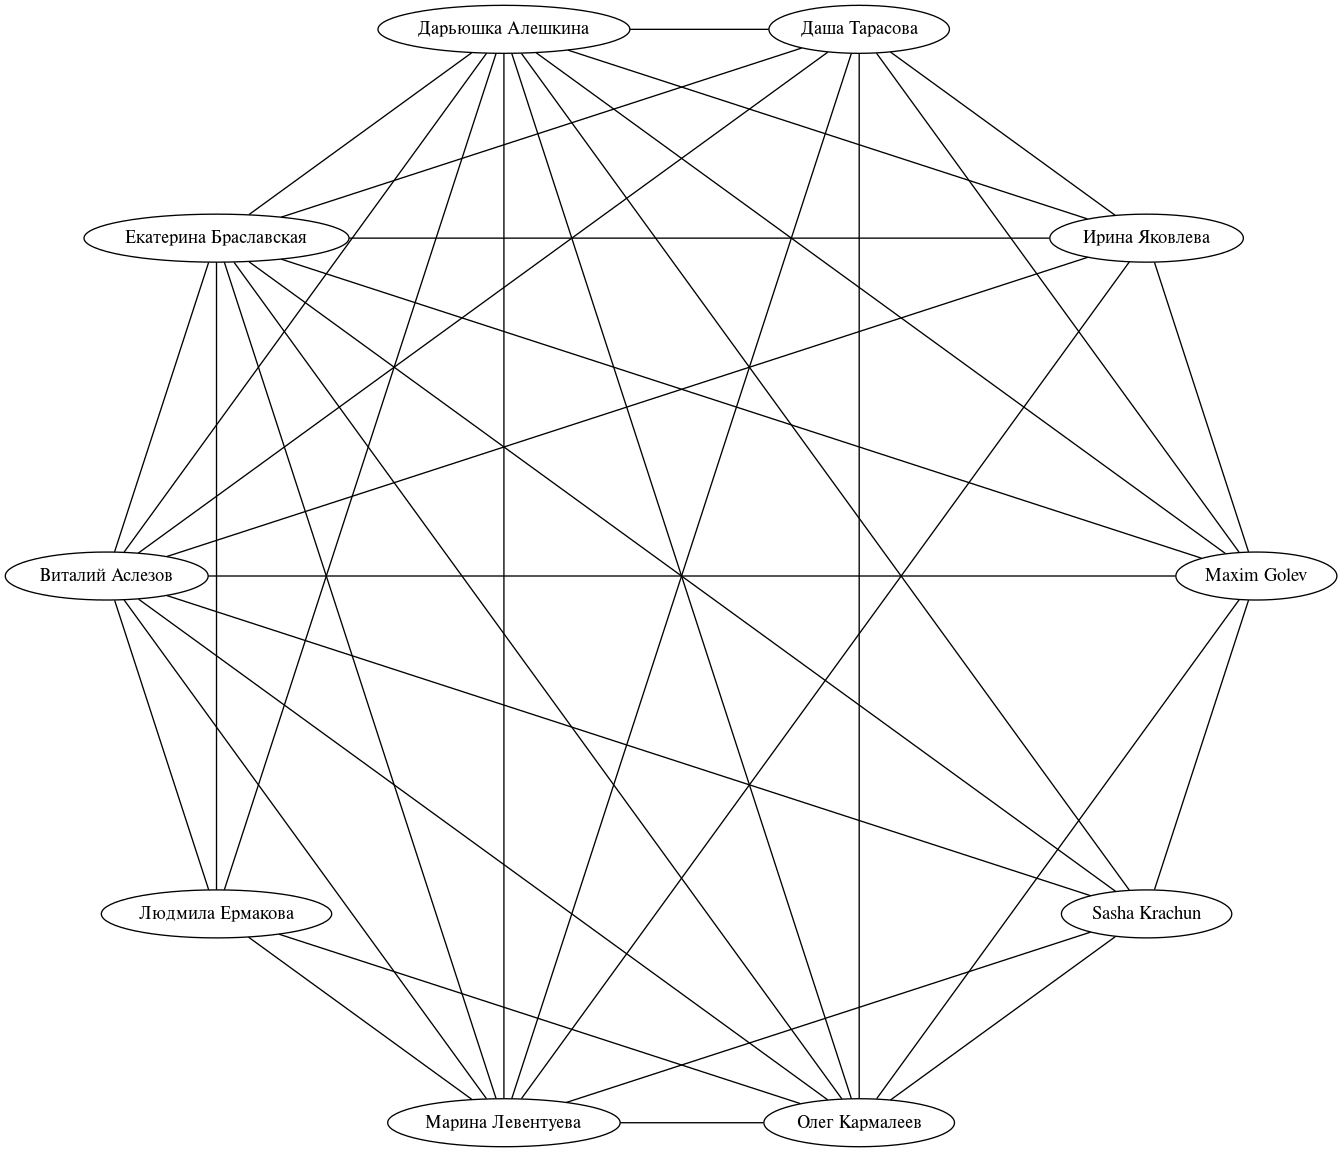 Дарьюшка Алешкина
Даша Тарасова
Екатерина Браславская
Ирина Яковлева
Виталий Аслезов
Maxim Golev
Людмила Ермакова
Sasha Krachun
Марина Левентуева
Олег Кармалеев